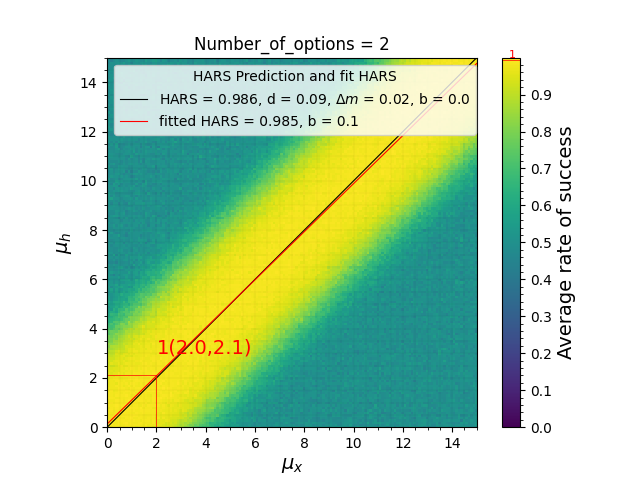 Number_of_options = 2
HARS Prediction and fit HARS
HARS = 0.986, d = 0.09, Δm = 0.02, b = 0.0
fitted HARS = 0.985, b = 0.1
1(2.0,2.1)
14
12
10
8
6
4
2
0
μh
0 2 4 6 8 10 12 14
μx
1
0.9
0.8
0.7
0.6
0.5
0.4
0.3
0.2
0.1
0.0
Average rate of success